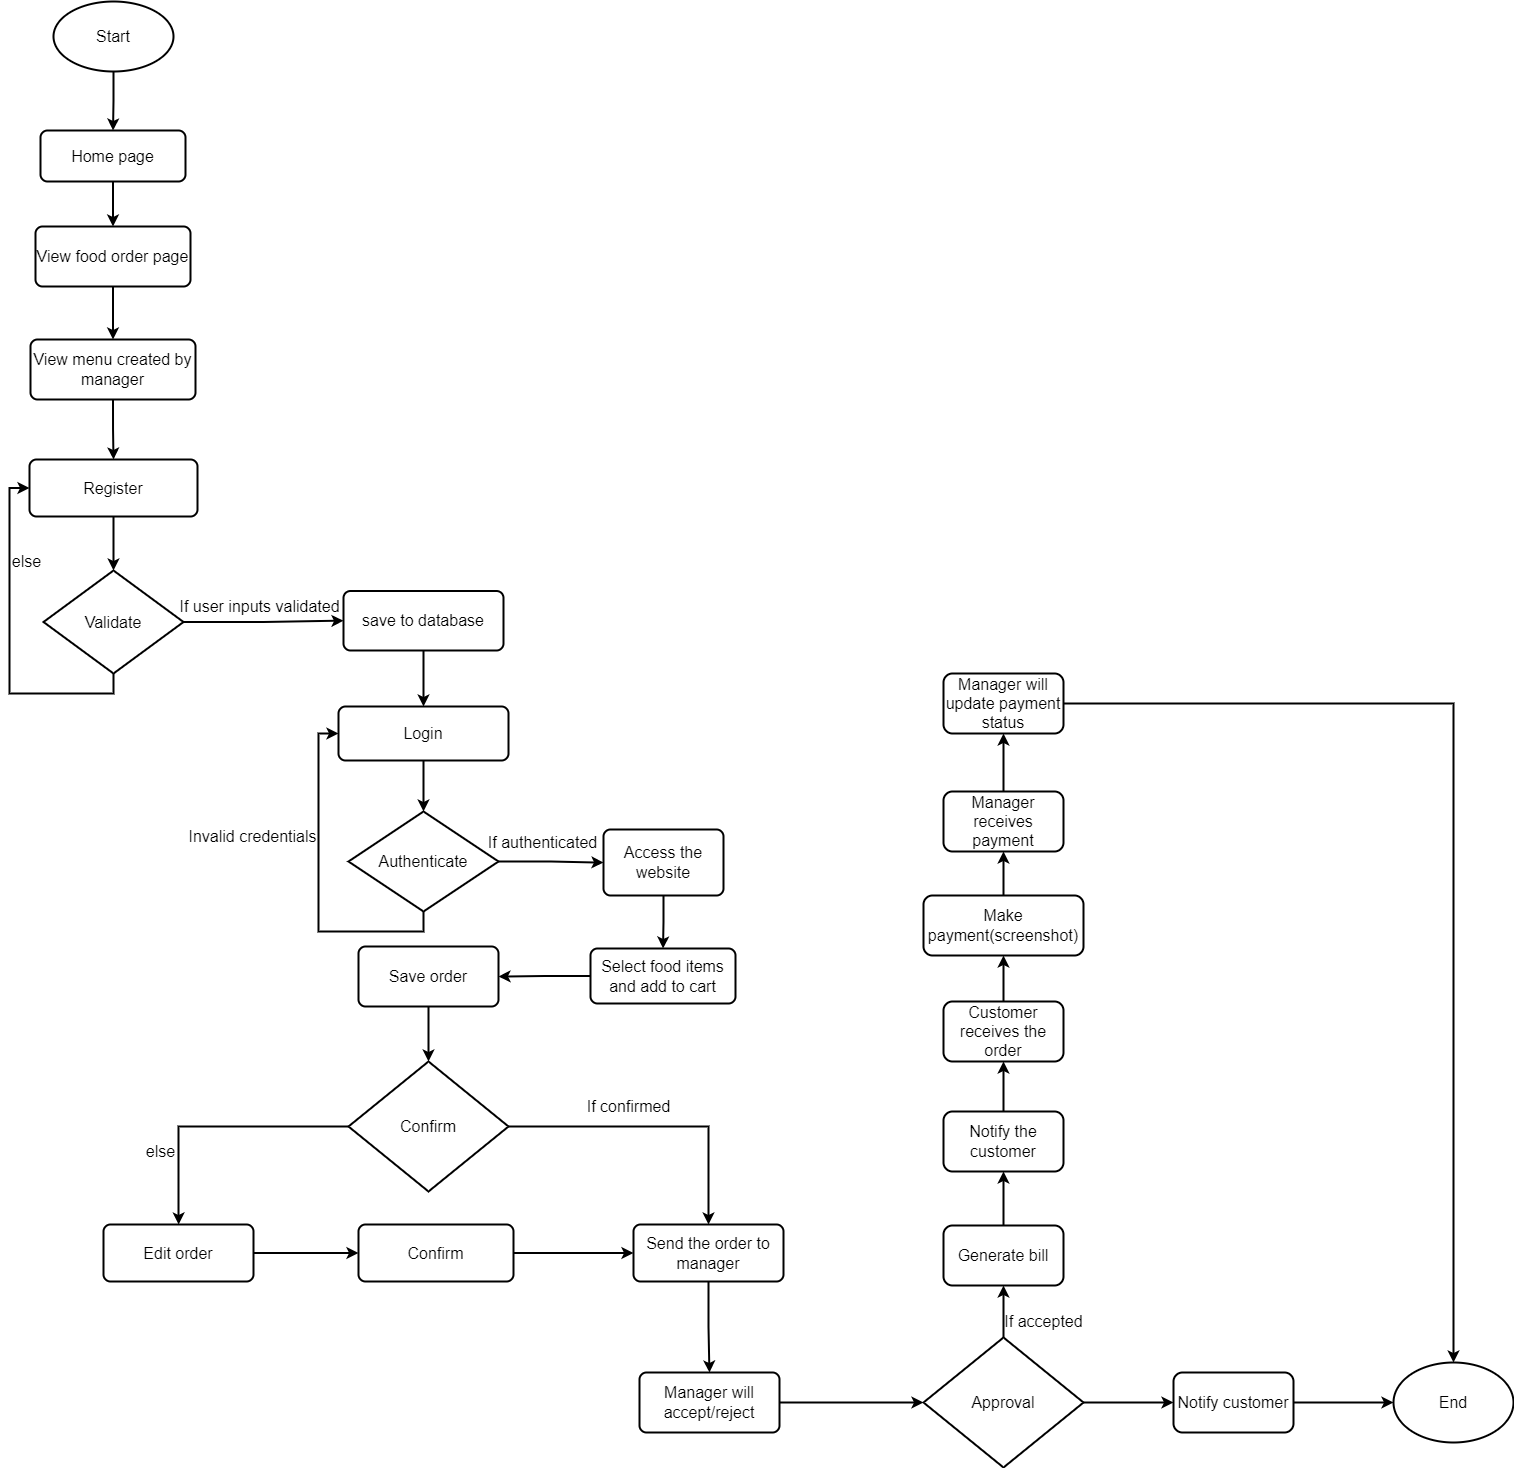 Start
Home page
View food order page
View menu created by
manager
Register
else
Validate
If user inputs validated
save to database
Login
Invalid credentials
Authenticate
If authenticated
Access the
website
Select food items
and add to cart
Save order
Confirm
If confirmed
else
Edit order
Confirm
Send the order to
manager
Manager will
accept/reject
Approval
If accepted
Generate bill
Notify the
customer
Customer
receives the
order
Make
payment(screenshot)
Manager
receives
payment
Manager will
update payment
status
Notify customer
End